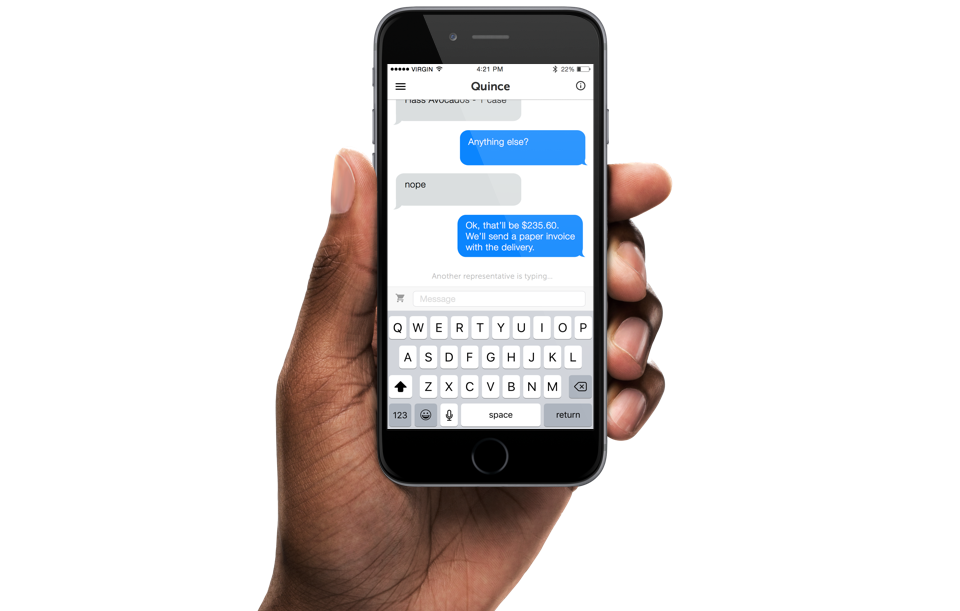 VIRGIN
4:21 PM
22%
Quince
Hass Avocados - 1 case
Anything else?
nope
Ok, that'll be $235.60.
We'll send a paper invoice
with the delivery.
Another representative is typing...
Message
Q W E R T Y U I O P
A S D F G H J K L
Z X C V B N M
123
space
return